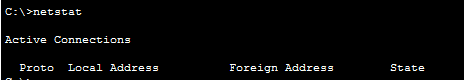 C:\>netstat
Active Connections
Proto  Local Address          Foreign Address        State